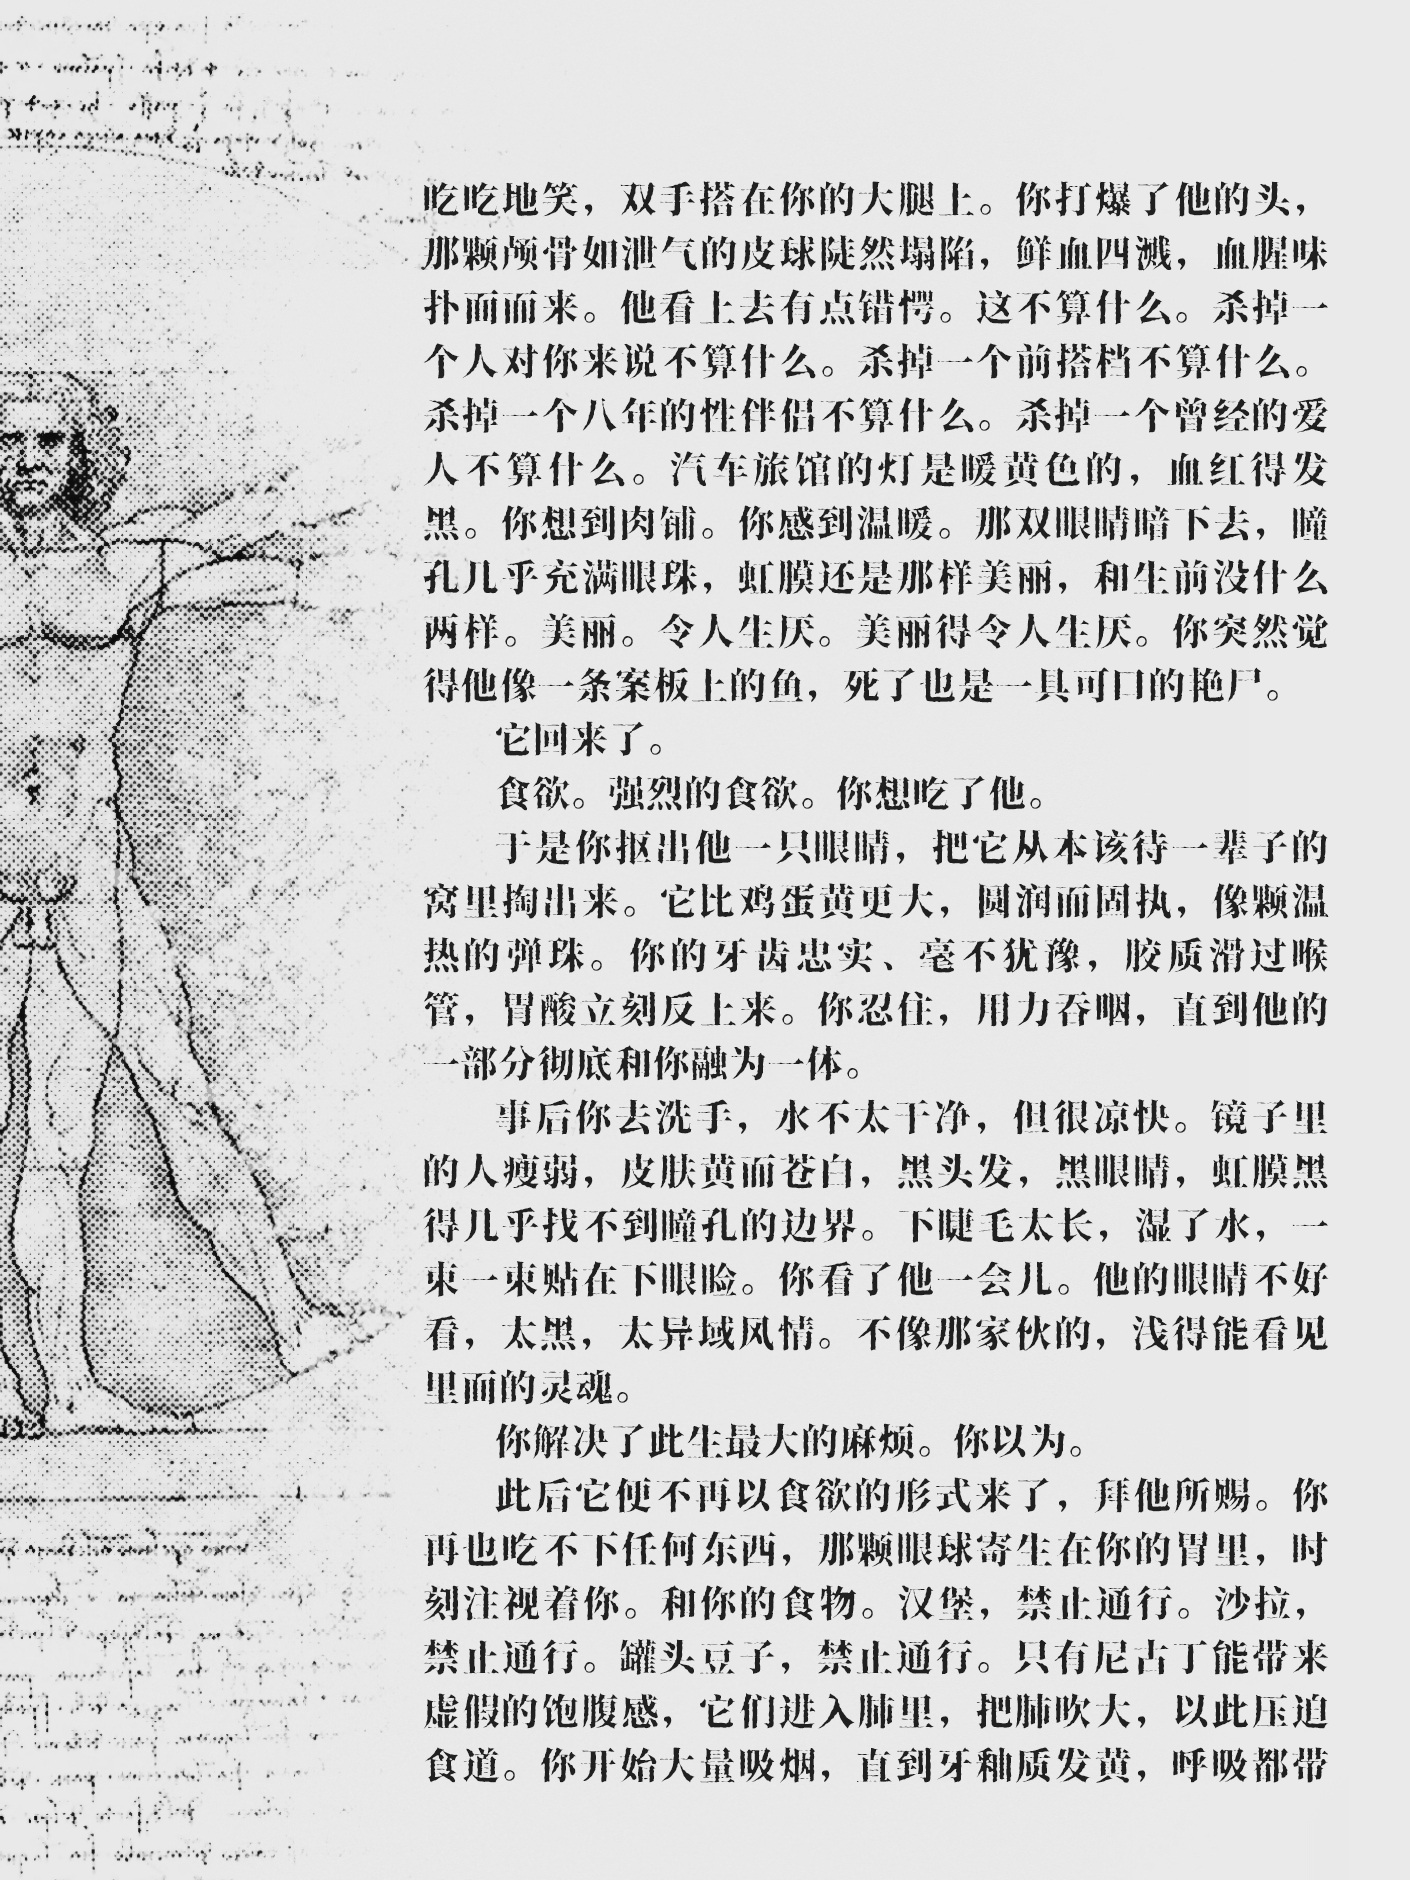 吃吃地笑，双手搭在你的大腿上。你打爆了他的头，
那颗颅骨如泄气的皮球陡然塌陷，鲜血四溅，血腥味
扑面而来。他看上去有点错愕。这不算什么。杀掉一
个人对你来说不算什么。杀掉一个前搭档不算什么。
杀掉一个八年的性伴侣不算什么。杀掉一个曾经的爱
人不算什么。汽车旅馆的灯是暖黄色的，血红得发
黑。你想到肉铺。你感到温暖。那双眼睛暗下去，瞳
孔几乎充满眼珠，虹膜还是那样美丽，和生前没什么
两样。美丽。令人生厌。美丽得令人生厌。你突然觉
得他像一条案板上的鱼，死了也是一具可口的艳尸。
它回来了。
食欲。强烈的食欲。你想吃了他。
于是你抠出他一只眼睛，把它从本该待一辈子的
窝里掏出来。它比鸡蛋黄更大，圆润而固执，像颗温
热的弹珠。你的牙齿忠实、毫不犹豫，胶质滑过喉
管，胃酸立刻反上来。你忍住，用力吞咽，直到他的
一部分彻底和你融为一体。
事后你去洗手，水不太干净，但很凉快。镜子里
的人瘦弱，皮肤黄而苍白，黑头发，黑眼睛，虹膜黑
得几乎找不到瞳孔的边界。下睫毛太长，湿了水，一
束一束贴在下眼睑。你看了他一会儿。他的眼睛不好
看，太黑，太异域风情。不像那家伙的，浅得能看见
里面的灵魂。
你解决了此生最大的麻烦。你以为。
此后它便不再以食欲的形式来了，拜他所赐。你
再也吃不下任何东西，那颗眼球寄生在你的胃里，时
刻注视着你。和你的食物。汉堡，禁止通行。沙拉，
禁止通行。罐头豆子，禁止通行。只有尼古丁能带来
虚假的饱腹感，它们进入肺里，把肺吹大，以此压迫
食道。你开始大量吸烟，直到牙釉质发黄，呼吸都带